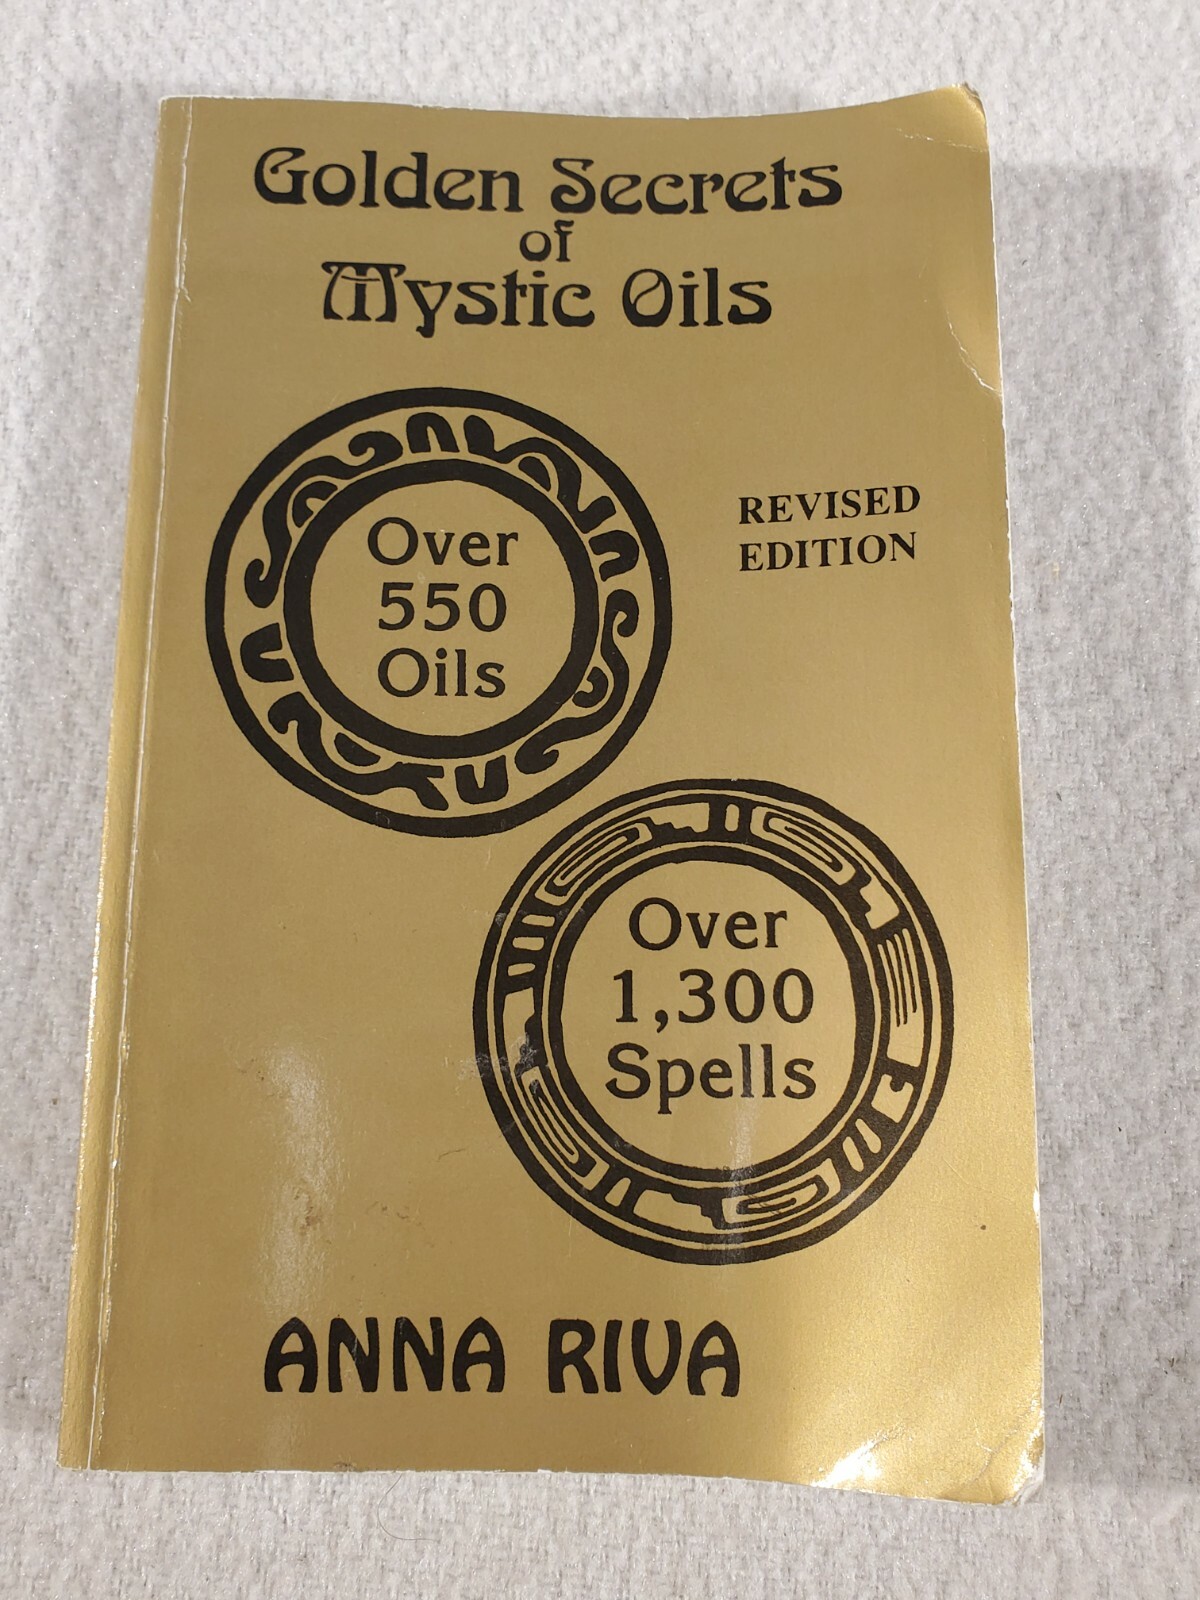 Golden Secrets
of
Mystic Oils
Over
550
Oils
REVISED
EDITION
Over
1,300
Spells
ANNA RIVA